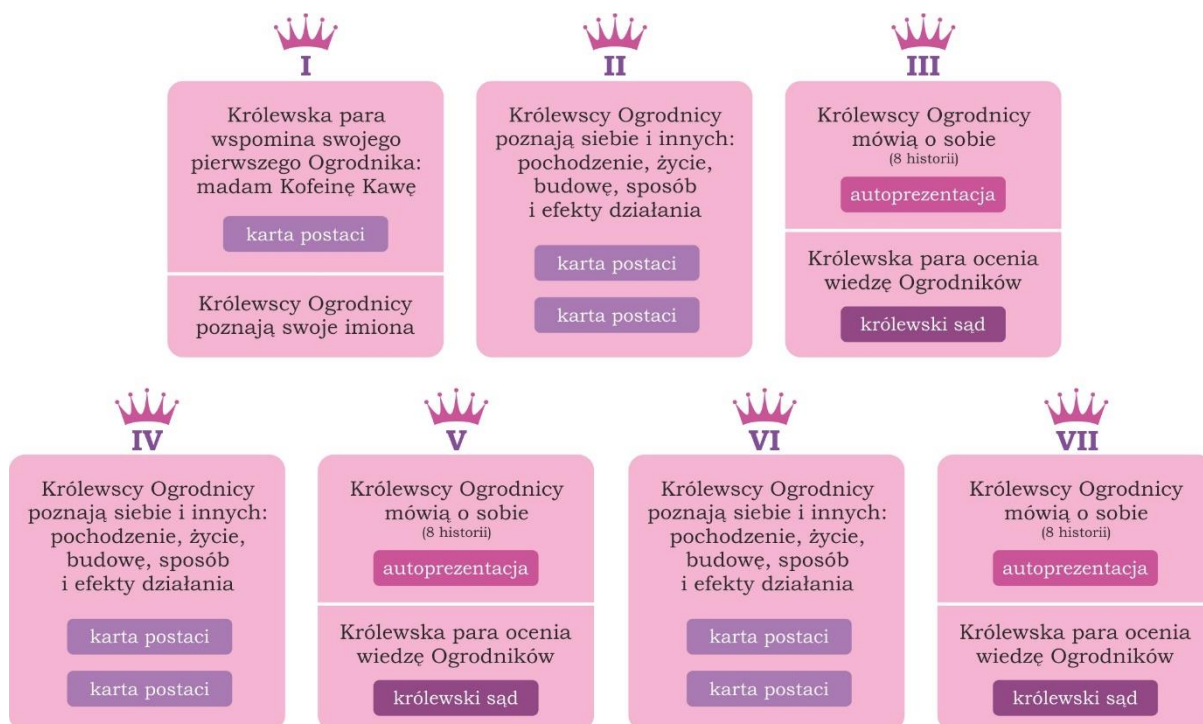 I
Królewska para
wspomina swojego
pierwszego Ogrodnika:
madam Kofeinę Kawę
karta postaci
Królewscy Ogrodnicy
poznają swoje imiona
II
Królewscy Ogrodnicy
poznają siebie i innych:
pochodzenie, życie,
budowę, sposób
i efekty działania
karta postaci
karta postaci
III
Królewscy Ogrodnicy
mówią o sobie
(8 historii)
autoprezentacja
Królewska para ocenia
wiedzę Ogrodników
królewski sąd
IV
Królewscy Ogrodnicy
poznają siebie i innych:
pochodzenie, życie,
budowę, sposób
i efekty działania
karta postaci
karta postaci
V
Królewscy Ogrodnicy
mówią o sobie
(8 historii)
autoprezentacja
Królewska para ocenia
wiedzę Ogrodników
królewski sąd
VI
Królewscy Ogrodnicy
poznają siebie i innych:
pochodzenie, życie,
budowę, sposób
i efekty działania
karta postaci
karta postaci
VII
Królewscy Ogrodnicy
mówią o sobie
(8 historii)
autoprezentacja
Królewska para ocenia
wiedzę Ogrodników
królewski sąd